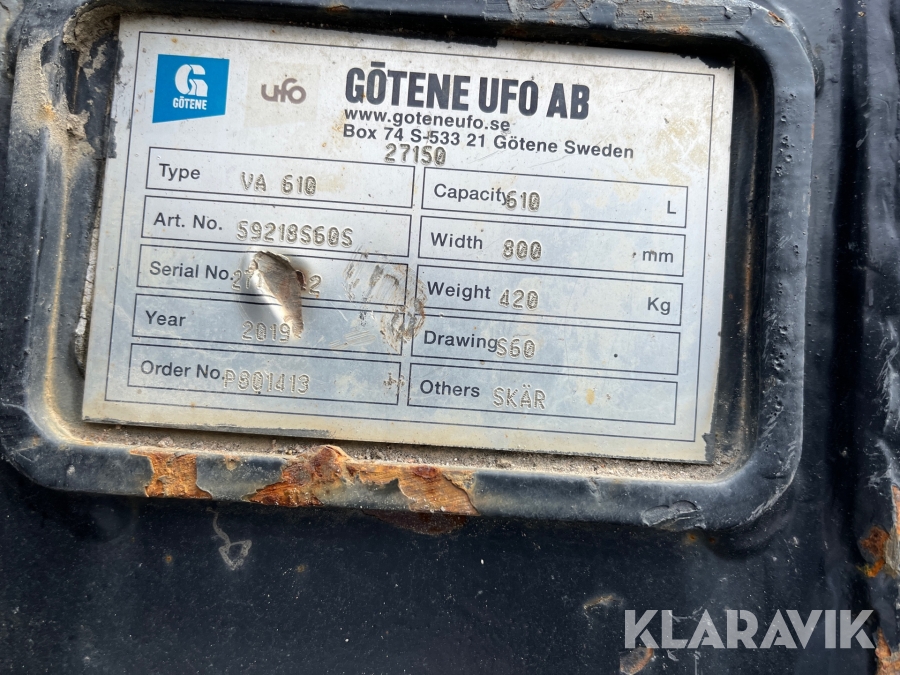 GÖTENE
ufo
GÖTENE UFO AB
www.goteneufo.se
Box 74 S-533 21 Götene Sweden
27150
Type VA 610
Capacity 610 L
Art. No. 59218S60S
Width 800 mm
Serial No.
Weight 420 Kg
Year 2019
Drawing S60
Order No. P801413
Others SKÄR
KLARAVIK